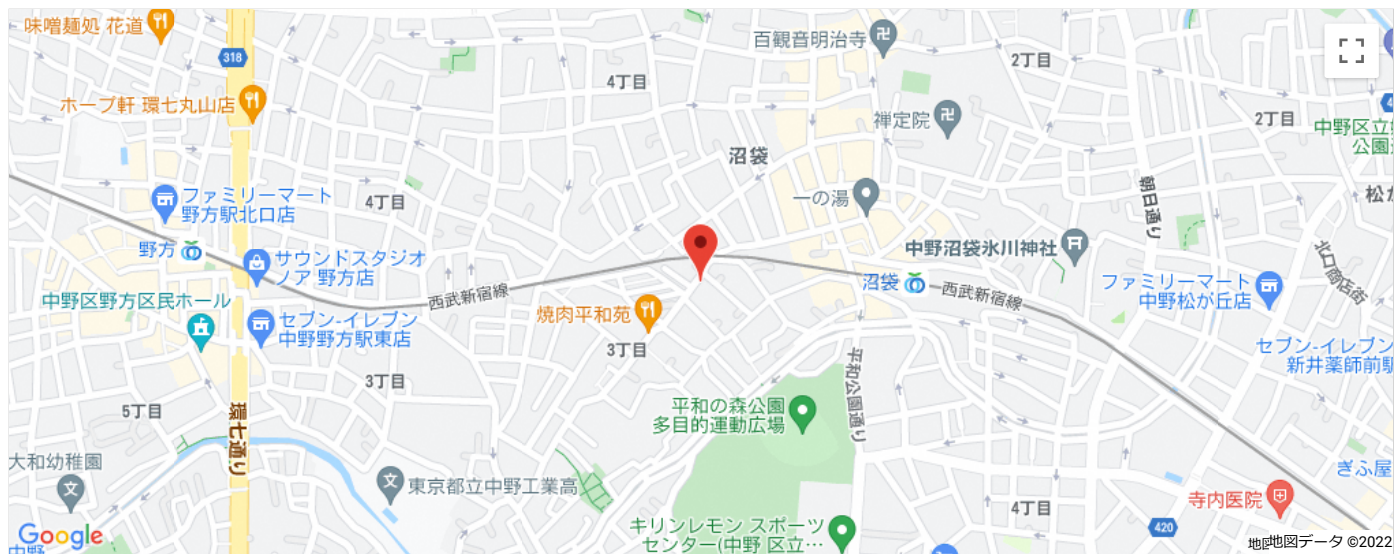 味噌麺処 花道
318
百観音明治寺
2丁目
4丁目
4
ホープ軒 環七丸山店
禅定院
2丁目
中野区立
公園
沼袋
ファミリーマート
野方駅北口店
4丁目
一の湯
朝日通り
松が
野方
サウンドスタジオ
ノア 野方店
中野沼袋氷川神社
北口商店街
沼袋
西武新宿線
西武新宿線
ファミリーマート
中野松が丘店
中野区野方区民ホール
焼肉平和苑
セブン-イレブン
中野野方駅東店
3丁目
セブン-イレブン
新井薬師前駅
3丁目
平和公園通り
5丁目
環七通り
平和の森公園
多目的運動広場
大和幼稚園
東京都立中野工業高
ぎふ屋
寺内医院
4丁目
キリンレモン スポーツ
センター(中野 区立…
420
Google
中野
地図データ ©2022